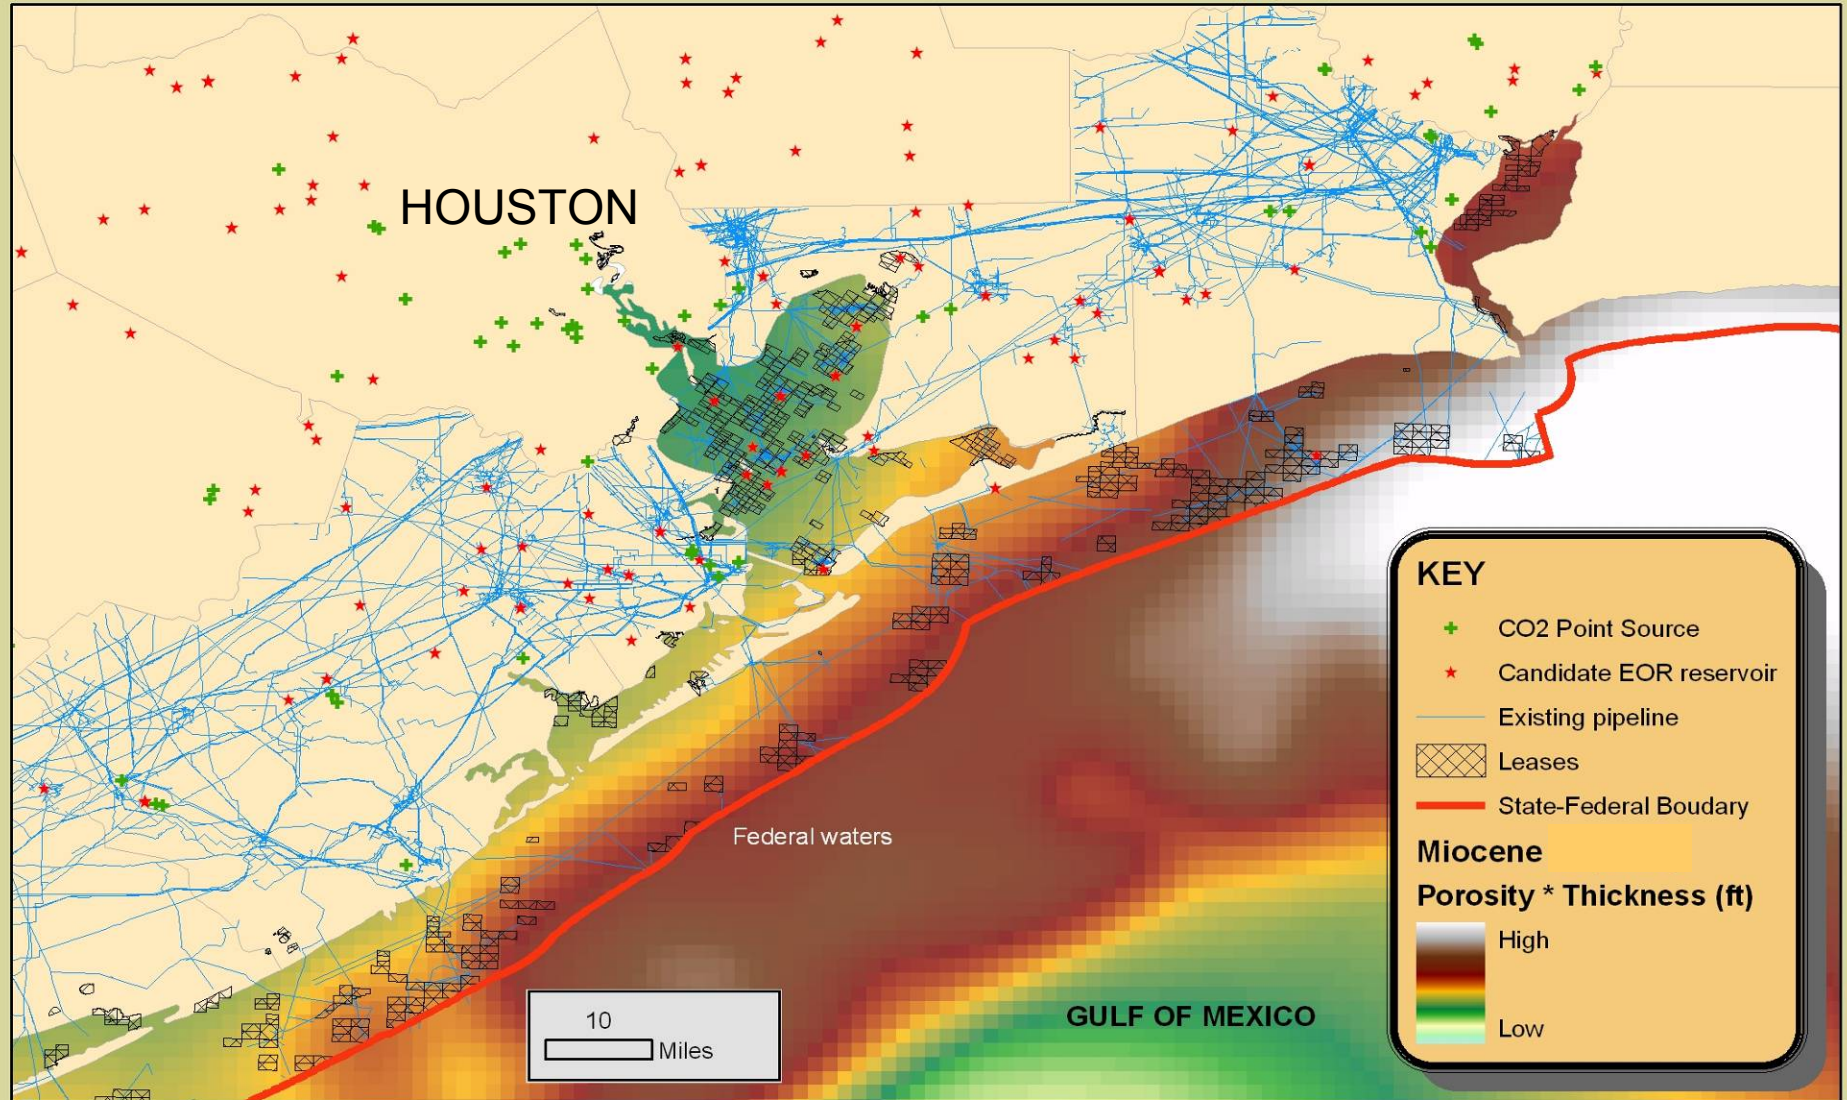 HOUSTON
Federal waters
GULF OF MEXICO
10
Miles
KEY
CO2 Point Source
Candidate EOR reservoir
Existing pipeline
Leases
State-Federal Boudary
Miocene
Porosity * Thickness (ft)
High
Low